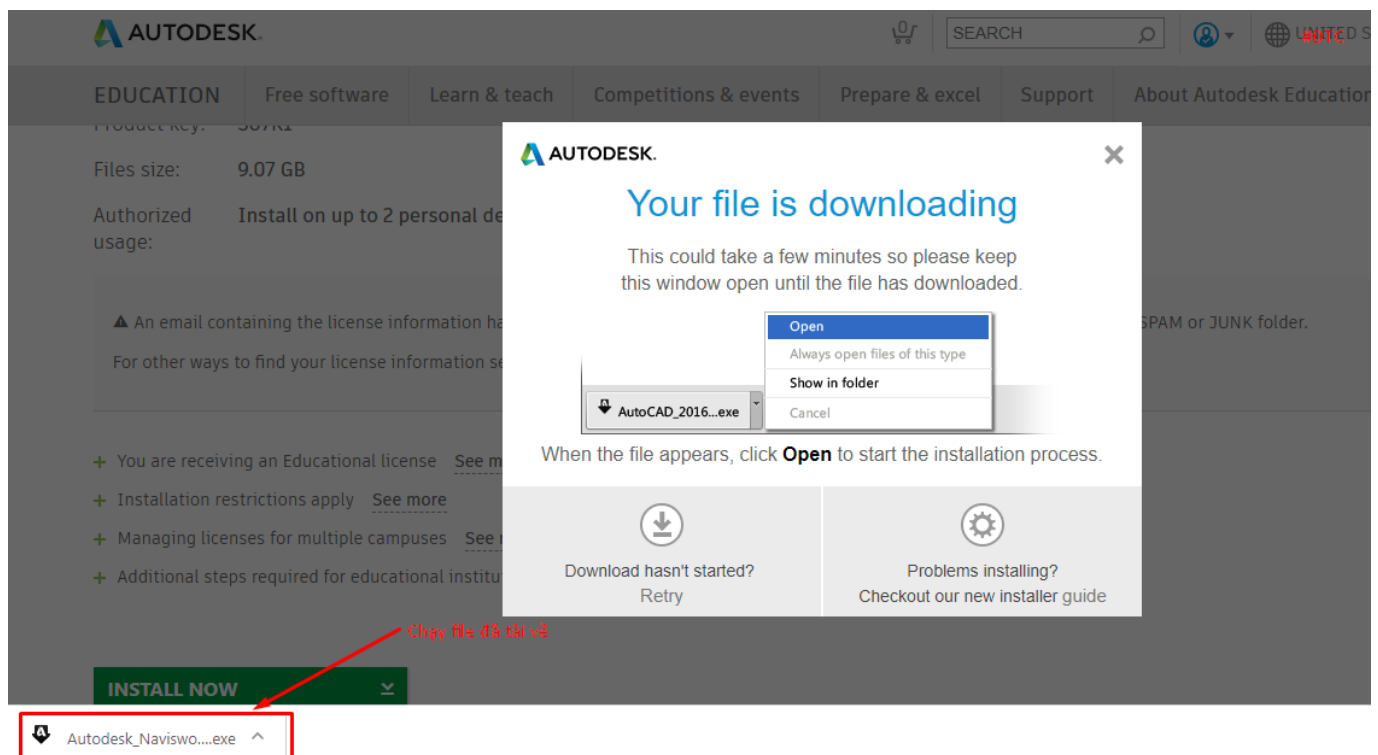 AUTODESK.
0
SEARCH
UNITED S
#UTC
EDUCATION Free software Learn & teach Competitions & events Prepare & excel Support About Autodesk Education
Product key:
Files size: 9.07 GB
Authorized usage: Install on up to 2 personal de
An email containing the license information ha
SPAM or JUNK folder.
For other ways to find your license information se
+ You are receiving an Educational license See m
+ Installation restrictions apply See more
+ Managing licenses for multiple campuses See
+ Additional steps required for educational institu
AUTODESK.
Your file is downloading
This could take a few minutes so please keep
this window open until the file has downloaded.
Open
Always open files of this type
Show in folder
Cancel
AutoCAD_2016...exe
When the file appears, click Open to start the installation process.
Download hasn't started?
Retry
Problems installing?
Checkout our new installer guide
Chạy file đã tải về
INSTALL NOW
Autodesk_Naviswo....exe